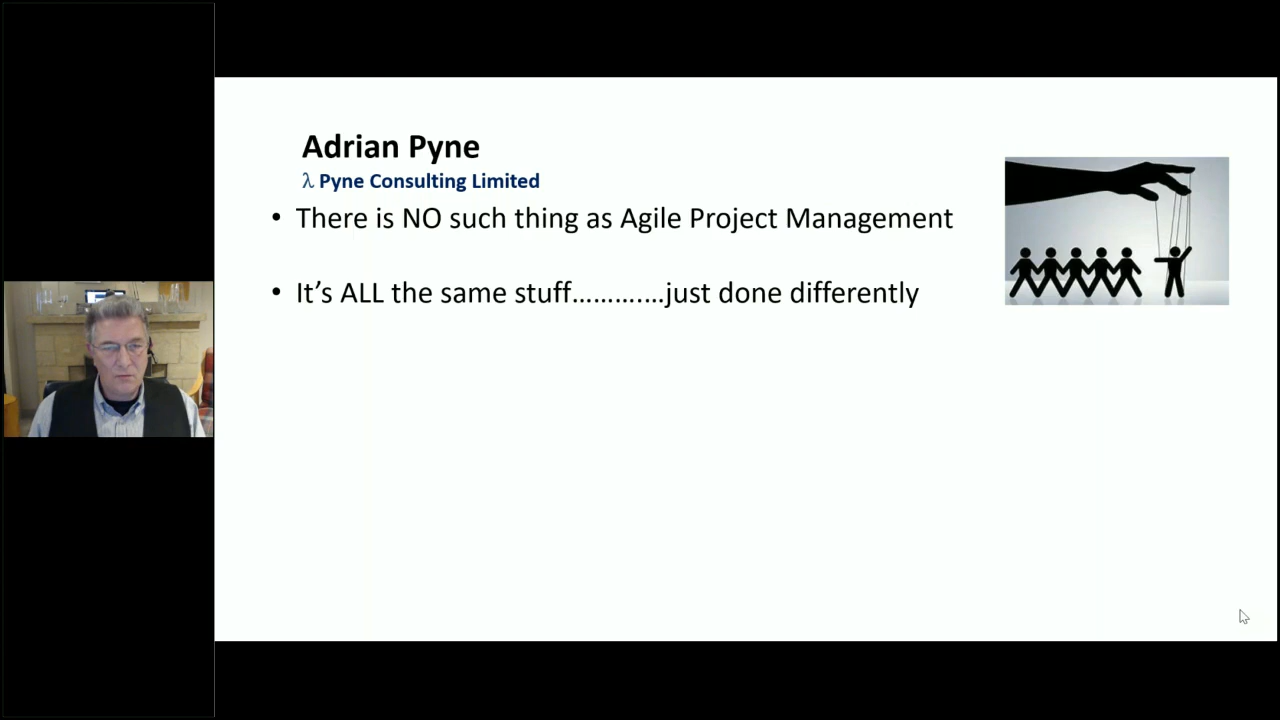 Adrian Pyne
λ Pyne Consulting Limited
• There is NO such thing as Agile Project Management
• It’s ALL the same stuff…………just done differently